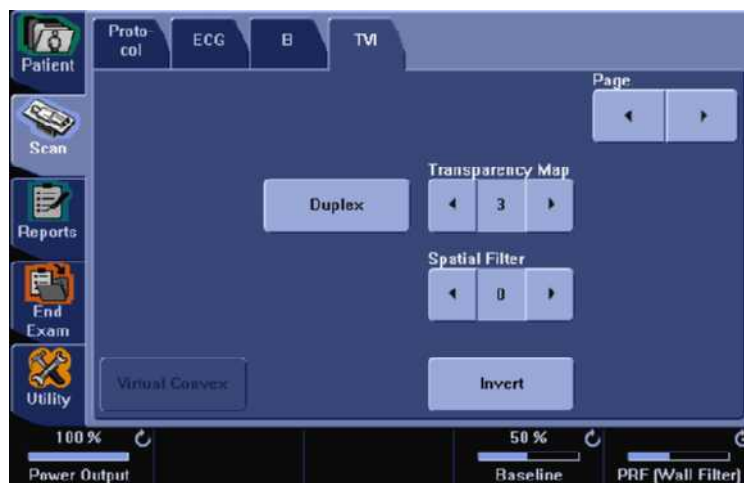 Patient
Proto-
col
ECG
B
TVI
Page
Scan
Transparency Map
Duplex
3
Reports
Spatial Filter
0
End
Exam
Virtual Convex
Invert
Utility
100 %
50 %
Power Output
Baseline
PRF (Wall Filter)